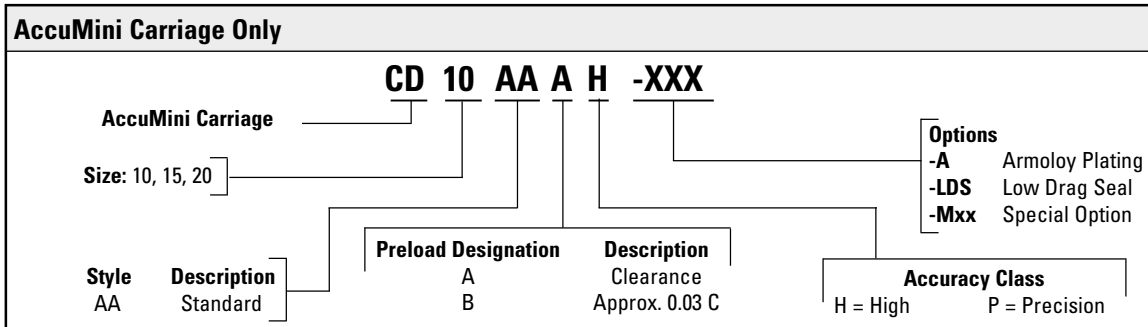 AccuMini Carriage Only
CD 10 AA A H -XXX
AccuMini Carriage
Options
-A Armoloy Plating
-LDS Low Drag Seal
-Mxx Special Option
Size: 10, 15, 20
Preload Designation Description
A Clearance
B Approx. 0.03 C
Style Description
AA Standard
Accuracy Class
H = High P = Precision